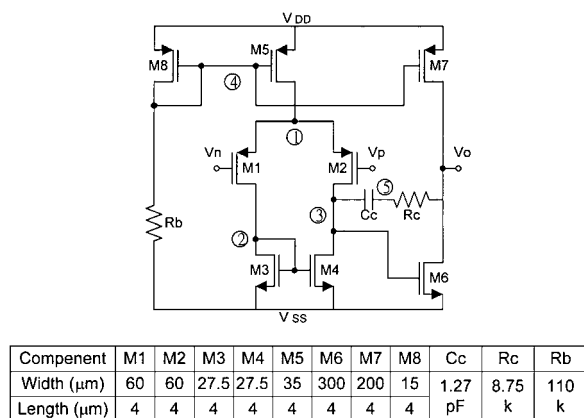 V DD
M8
M5
M7
④
①
Vn
M1
M2
Vp
Vo
⑤
③
Cc
Rc
Rb
②
M3
M4
M6
V SS
Compenent M1 M2 M3 M4 M5 M6 M7 M8 Cc Rc Rb
Width (μm) 60 60 27.5 27.5 35 300 200 15 1.27 pF 8.75 k 110 k
Length (μm) 4 4 4 4 4 4 4 4